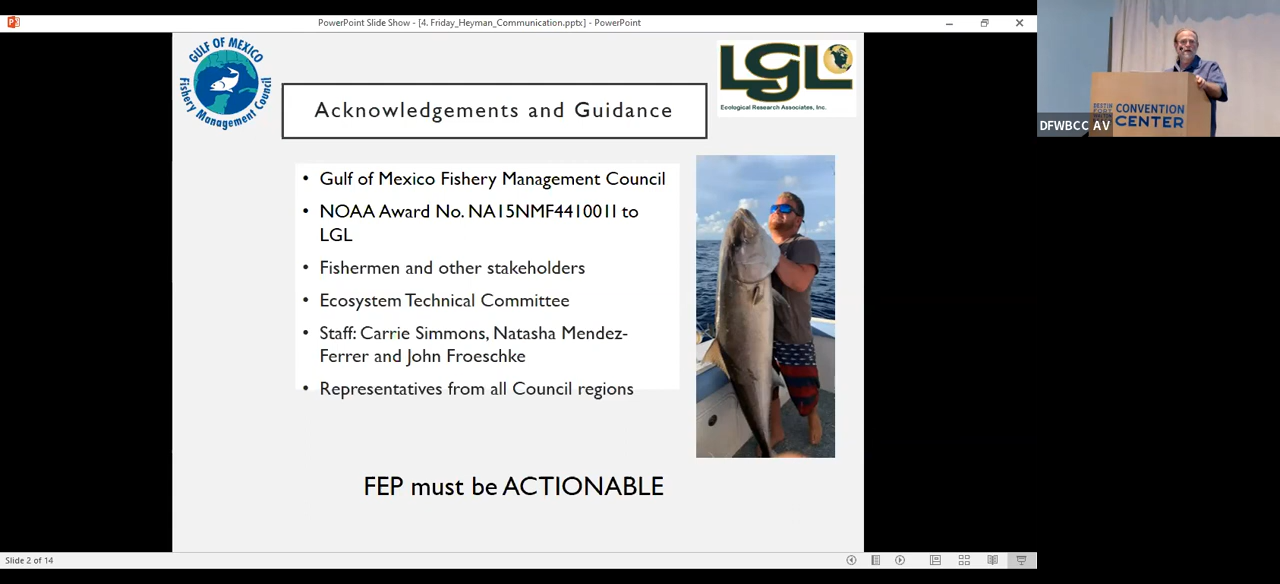 PowerPoint Slide Show - [4. Friday_Heyman_Communication.pptx] - PowerPoint
GULF OF MEXICO
Fishery Management Council
LGL
Ecological Research Associates, Inc.
Acknowledgements and Guidance
• Gulf of Mexico Fishery Management Council
• NOAA Award No. NA15NMF4410011 to
LGL
• Fishermen and other stakeholders
• Ecosystem Technical Committee
• Staff: Carrie Simmons, Natasha Mendez-
Ferrer and John Froeschke
• Representatives from all Council regions
FEP must be ACTIONABLE
Slide 2 of 14
DESTIN
FORT
CONVENTION
CENTER
DFWBCC AV